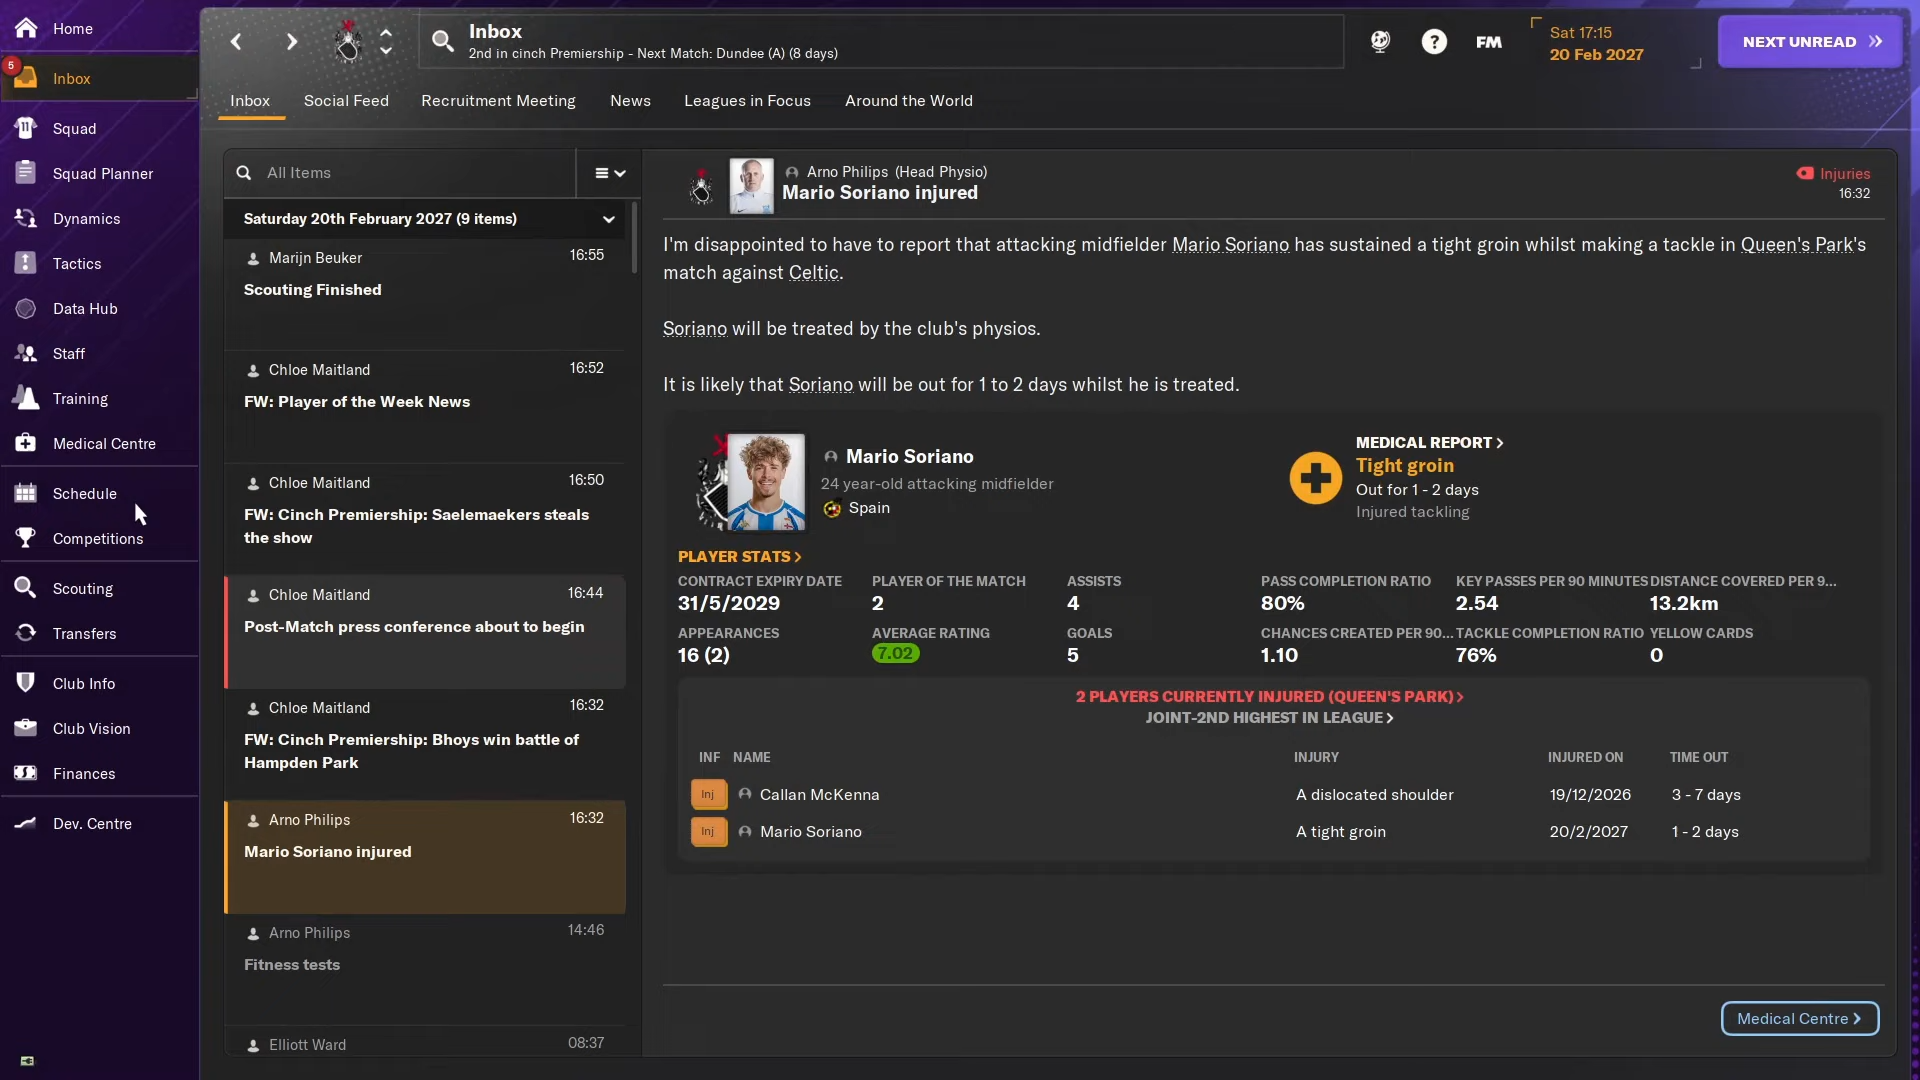 Home
5
Inbox
Squad
Squad Planner
Dynamics
Tactics
Data Hub
Staff
Training
Medical Centre
Schedule
Competitions
Scouting
Transfers
Club Info
Club Vision
Finances
Dev. Centre
Inbox
2nd in cinch Premiership - Next Match: Dundee (A) (8 days)
?
FM
Sat 17:15
20 Feb 2027
NEXT UNREAD
Inbox
Social Feed
Recruitment Meeting
News
Leagues in Focus
Around the World
All Items
Saturday 20th February 2027 (9 items)
Marijn Beuker 16:55
Scouting Finished
Chloe Maitland 16:52
FW: Player of the Week News
Chloe Maitland 16:50
FW: Cinch Premiership: Saelemaekers steals
the show
Chloe Maitland 16:44
Post-Match press conference about to begin
Chloe Maitland 16:32
FW: Cinch Premiership: Bhoys win battle of
Hampden Park
Arno Philips 16:32
Mario Soriano injured
Arno Philips 14:46
Fitness tests
Elliott Ward 08:37
Arno Philips (Head Physio)
Mario Soriano injured
Injuries
16:32
I'm disappointed to have to report that attacking midfielder Mario Soriano has sustained a tight groin whilst making a tackle in Queen's Park's
match against Celtic.
Soriano will be treated by the club's physios.
It is likely that Soriano will be out for 1 to 2 days whilst he is treated.
Mario Soriano
24 year-old attacking midfielder
Spain
MEDICAL REPORT
Tight groin
Out for 1 - 2 days
Injured tackling
PLAYER STATS
CONTRACT EXPIRY DATE PLAYER OF THE MATCH ASSISTS PASS COMPLETION RATIO KEY PASSES PER 90 MINUTES DISTANCE COVERED PER 9...
31/5/2029 2 4 80% 2.54 13.2km
APPEARANCES AVERAGE RATING GOALS CHANCES CREATED PER 90... TACKLE COMPLETION RATIO YELLOW CARDS
16 (2) 7.02 5 1.10 76% 0
2 PLAYERS CURRENTLY INJURED (QUEEN'S PARK)
JOINT-2ND HIGHEST IN LEAGUE
INF NAME INJURY INJURED ON TIME OUT
Inj Callan McKenna A dislocated shoulder 19/12/2026 3 - 7 days
Inj Mario Soriano A tight groin 20/2/2027 1 - 2 days
Medical Centre